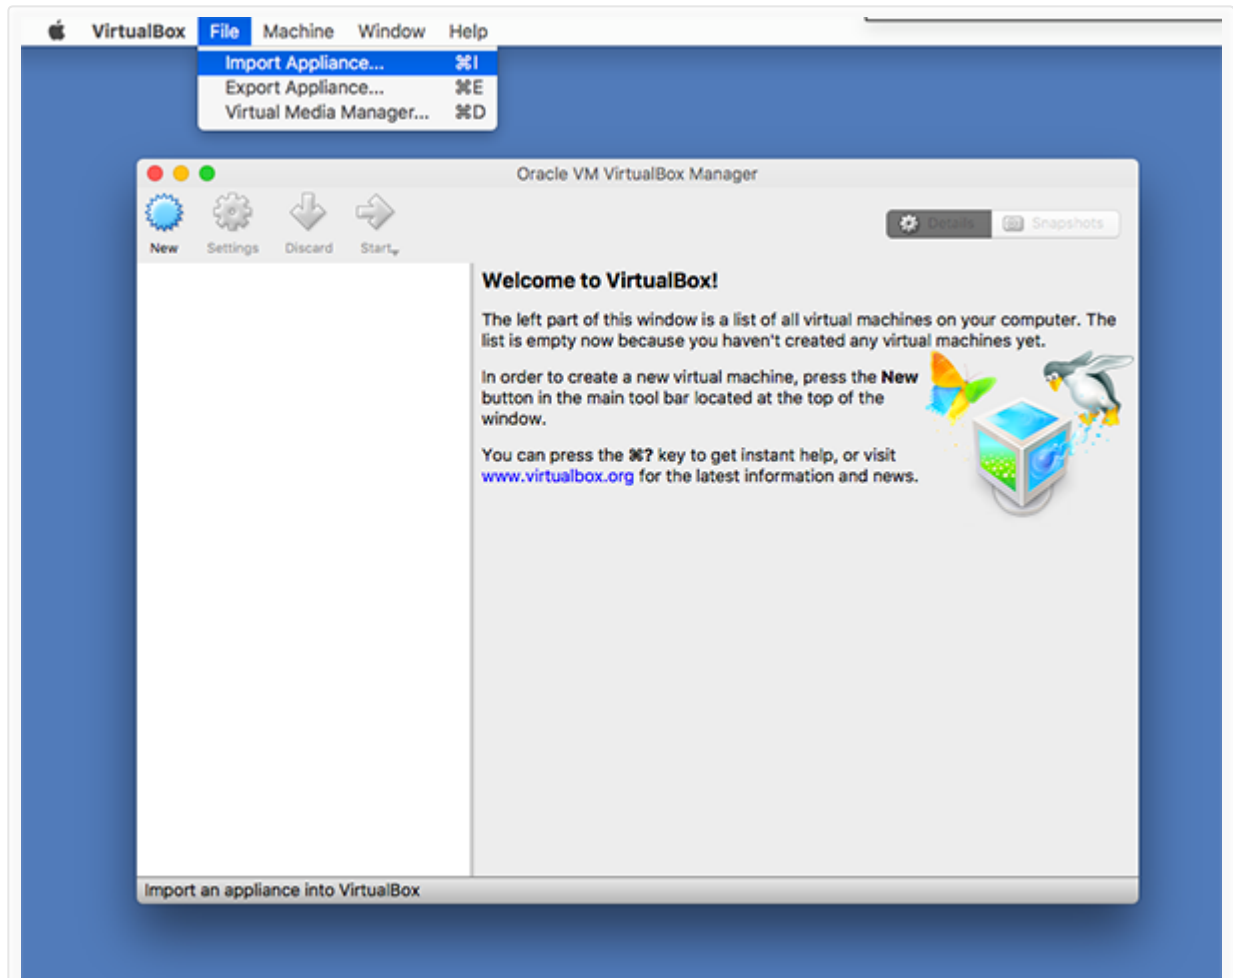 VirtualBox File Machine Window Help
Import Appliance... ⌘I
Export Appliance... ⌘E
Virtual Media Manager... ⌘D
Oracle VM VirtualBox Manager
New Settings Discard Start
Details Snapshots
Welcome to VirtualBox!
The left part of this window is a list of all virtual machines on your computer. The
list is empty now because you haven't created any virtual machines yet.
In order to create a new virtual machine, press the New
button in the main tool bar located at the top of the
window.
You can press the ⌘? key to get instant help, or visit
www.virtualbox.org for the latest information and news.
Import an appliance into VirtualBox